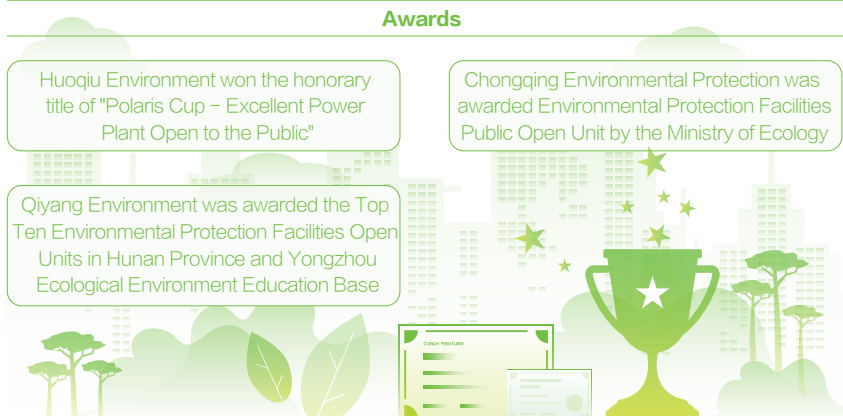 Awards
Huoqiu Environment won the honorary
title of "Polaris Cup - Excellent Power
Plant Open to the Public"
Chongqing Environmental Protection was
awarded Environmental Protection Facilities
Public Open Unit by the Ministry of Ecology
Qiyang Environment was awarded the Top
Ten Environmental Protection Facilities Open
Units in Hunan Province and Yongzhou
Ecological Environment Education Base
CONCH VENTURE